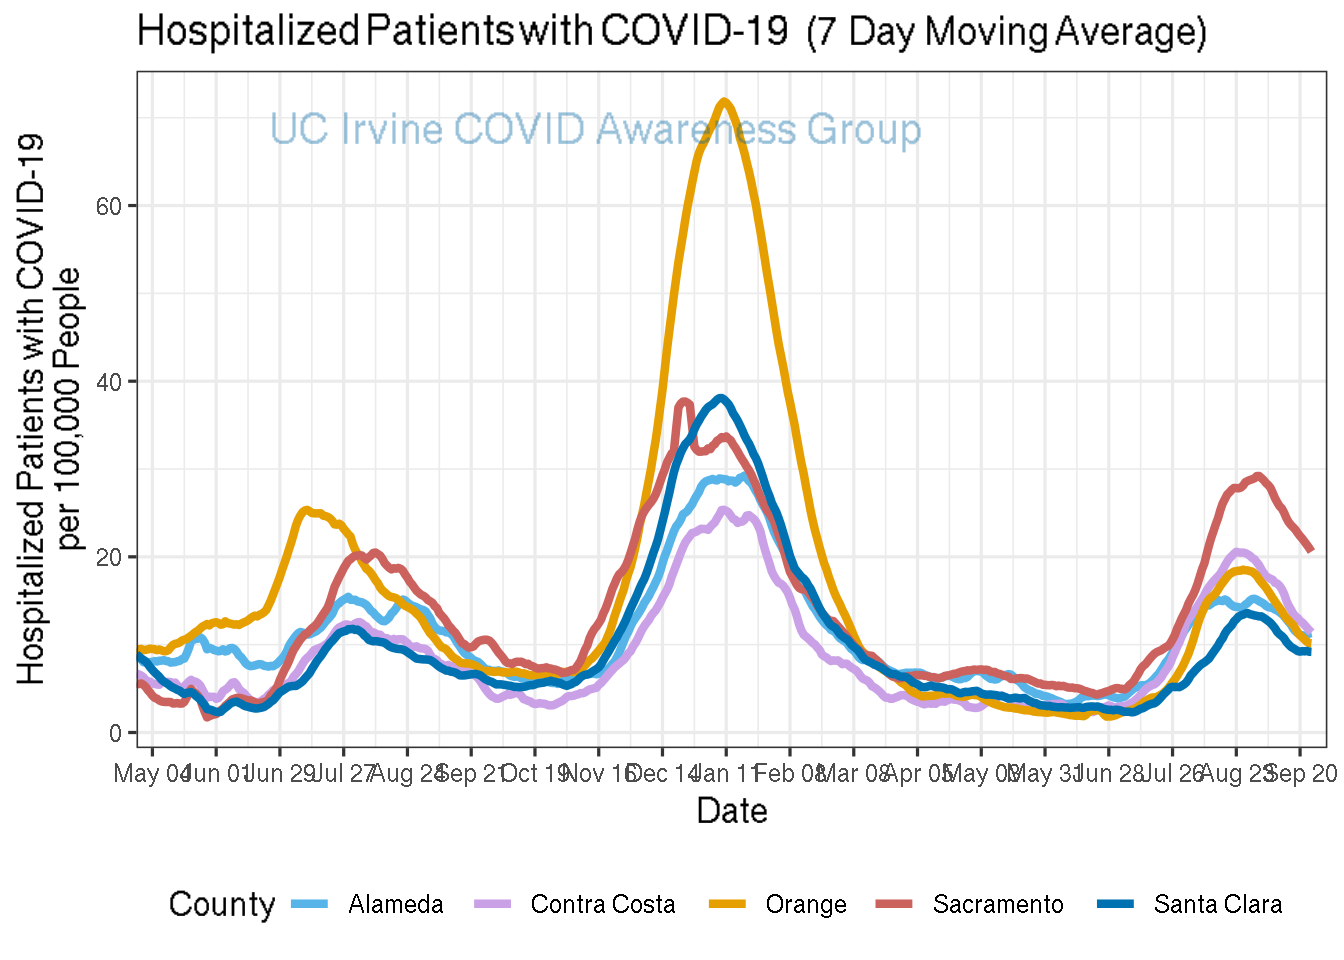 Hospitalized Patients with COVID-19 (7 Day Moving Average)
UC Irvine COVID Awareness Group
Hospitalized Patients with COVID-19
per 100,000 People
60
40
20
0
May 04 Jun 01 Jun 29 Jul 27 Aug 24 Sep 21 Oct 19 Nov 16 Dec 14 Jan 11 Feb 08 Mar 08 Apr 05 May 03 May 31 Jun 28 Jul 26 Aug 23 Sep 20
Date
County Alameda Contra Costa Orange Sacramento Santa Clara